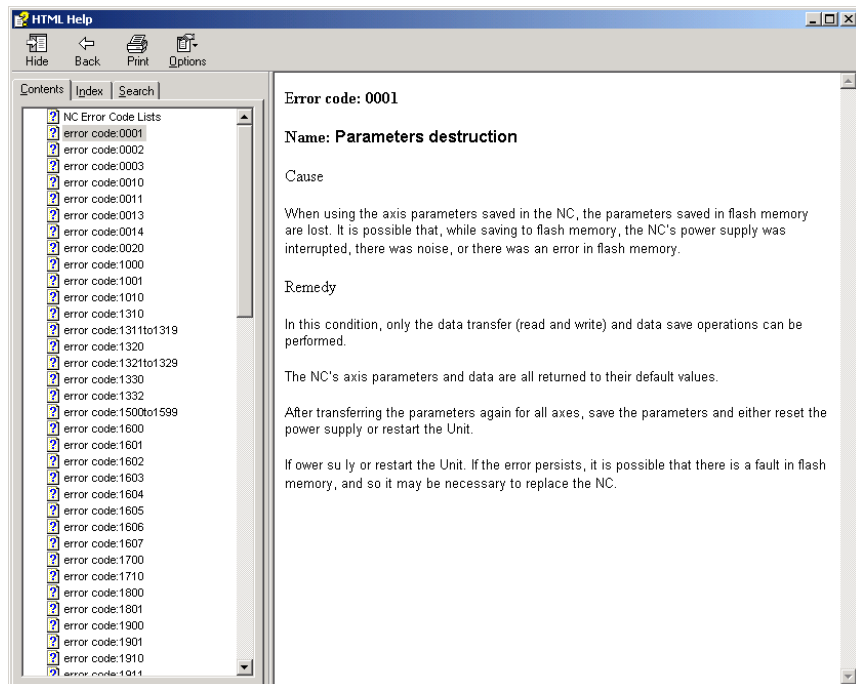 HTML Help
Hide Back Print Options
Contents Index Search
NC Error Code Lists
error code:0001
error code:0002
error code:0003
error code:0010
error code:0011
error code:0013
error code:0014
error code:0020
error code:1000
error code:1001
error code:1010
error code:1310
error code:1311to1319
error code:1320
error code:1321to1329
error code:1330
error code:1332
error code:1500to1599
error code:1600
error code:1601
error code:1602
error code:1603
error code:1604
error code:1605
error code:1606
error code:1607
error code:1700
error code:1710
error code:1800
error code:1801
error code:1900
error code:1901
error code:1910
error code:1911
Error code: 0001
Name: Parameters destruction
Cause
When using the axis parameters saved in the NC, the parameters saved in flash memory
are lost. It is possible that, while saving to flash memory, the NC's power supply was
interrupted, there was noise, or there was an error in flash memory.
Remedy
In this condition, only the data transfer (read and write) and data save operations can be
performed.
The NC's axis parameters and data are all returned to their default values.
After transferring the parameters again for all axes, save the parameters and either reset the
power supply or restart the Unit.
If ower su ly or restart the Unit. If the error persists, it is possible that there is a fault in flash
memory, and so it may be necessary to replace the NC.